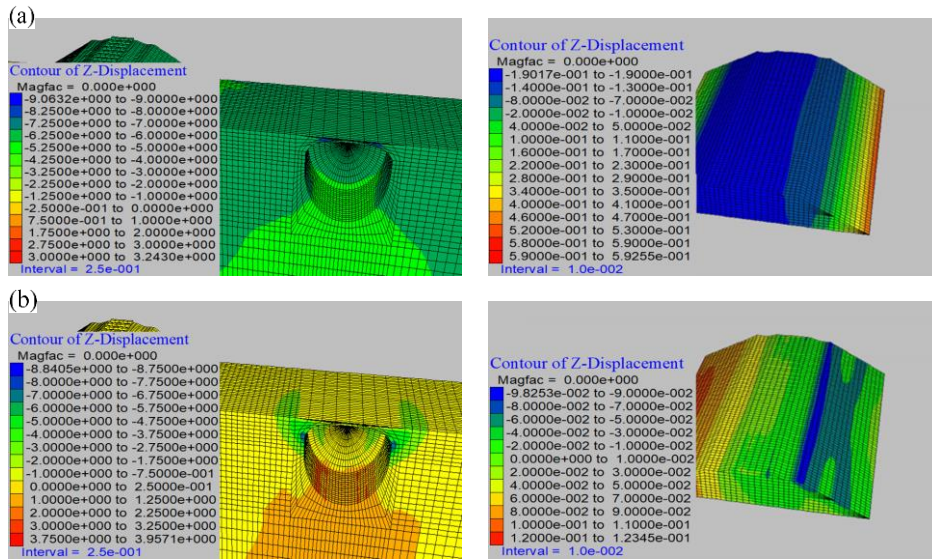 (a)
Contour of Z-Displacement
Magfac = 0.000e+000
-9.0632e+000 to -9.0000e+000
-8.2500e+000 to -8.0000e+000
-7.2500e+000 to -7.0000e+000
-6.2500e+000 to -6.0000e+000
-5.2500e+000 to -5.0000e+000
-4.2500e+000 to -4.0000e+000
-3.2500e+000 to -3.0000e+000
-2.2500e+000 to -2.0000e+000
-1.2500e+000 to -1.0000e+000
-2.5000e-001 to 0.0000e+000
7.5000e-001 to 1.0000e+000
1.7500e+000 to 2.0000e+000
2.7500e+000 to 3.0000e+000
3.0000e+000 to 3.2430e+000
Interval = 2.5e-001
Contour of Z-Displacement
Magfac = 0.000e+000
-1.9017e-001 to -1.9000e-001
-1.4000e-001 to -1.3000e-001
-8.0000e-002 to -7.0000e-002
-2.0000e-002 to -1.0000e-002
4.0000e-002 to 5.0000e-002
1.0000e-001 to 1.1000e-001
1.6000e-001 to 1.7000e-001
2.2000e-001 to 2.3000e-001
2.8000e-001 to 2.9000e-001
3.4000e-001 to 3.5000e-001
4.0000e-001 to 4.1000e-001
4.6000e-001 to 4.7000e-001
5.2000e-001 to 5.3000e-001
5.8000e-001 to 5.9000e-001
5.9000e-001 to 5.9255e-001
Interval = 1.0e-002
(b)
Contour of Z-Displacement
Magfac = 0.000e+000
-8.8405e+000 to -8.7500e+000
-8.0000e+000 to -7.7500e+000
-7.0000e+000 to -6.7500e+000
-6.0000e+000 to -5.7500e+000
-5.0000e+000 to -4.7500e+000
-4.0000e+000 to -3.7500e+000
-3.0000e+000 to -2.7500e+000
-2.0000e+000 to -1.7500e+000
-1.0000e+000 to -7.5000e-001
0.0000e+000 to 2.5000e-001
1.0000e+000 to 1.2500e+000
2.0000e+000 to 2.2500e+000
3.0000e+000 to 3.2500e+000
3.7500e+000 to 3.9571e+000
Interval = 2.5e-001
Contour of Z-Displacement
Magfac = 0.000e+000
-9.8253e-002 to -9.0000e-002
-8.0000e-002 to -7.0000e-002
-6.0000e-002 to -5.0000e-002
-4.0000e-002 to -3.0000e-002
-2.0000e-002 to -1.0000e-002
0.0000e+000 to 1.0000e-002
2.0000e-002 to 3.0000e-002
4.0000e-002 to 5.0000e-002
6.0000e-002 to 7.0000e-002
8.0000e-002 to 9.0000e-002
1.0000e-001 to 1.1000e-001
1.2000e-001 to 1.2345e-001
Interval = 1.0e-002